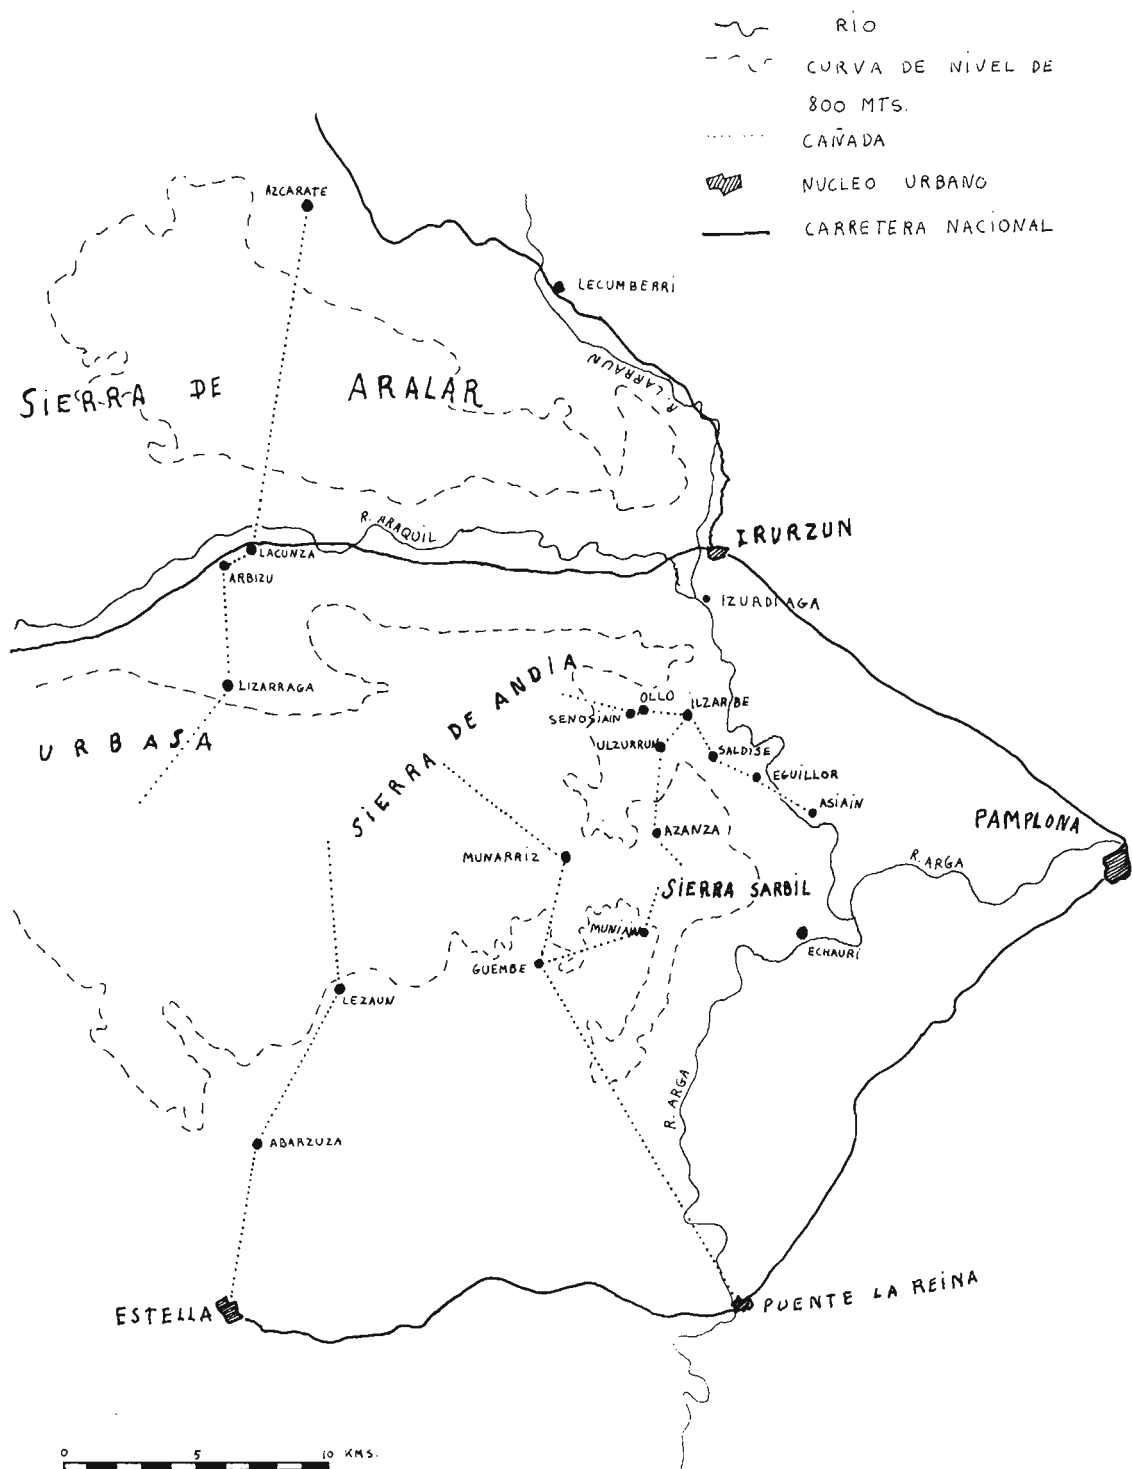 RÍO
CURVA DE NIVEL DE
800 MTS.
CAÑADA
NUCLEO URBANO
CARRETERA NACIONAL
AZCARATE
LECUMBERRI
R. LARRAUN
SIERRA DE ARALAR
R. ARAQUIL
IRURZUN
LACUNZA
ARBIZU
IZURDIAGA
LIZARRAGA
SIERRA DE ANDIA
OLLO
ILZARBE
SENOSIAIN
URBASA
ULZURRUN
SALDISE
EGUILLOR
ASIAIN
PAMPLONA
AZANZA
MUNARRIZ
R. ARGA
SIERRA SARBIL
MUNIAIN
ECHAURI
GUEMBE
LEZAUN
R. ARGA
ABARZUZA
PUENTE LA REINA
ESTELLA
0 5 10 KMS.